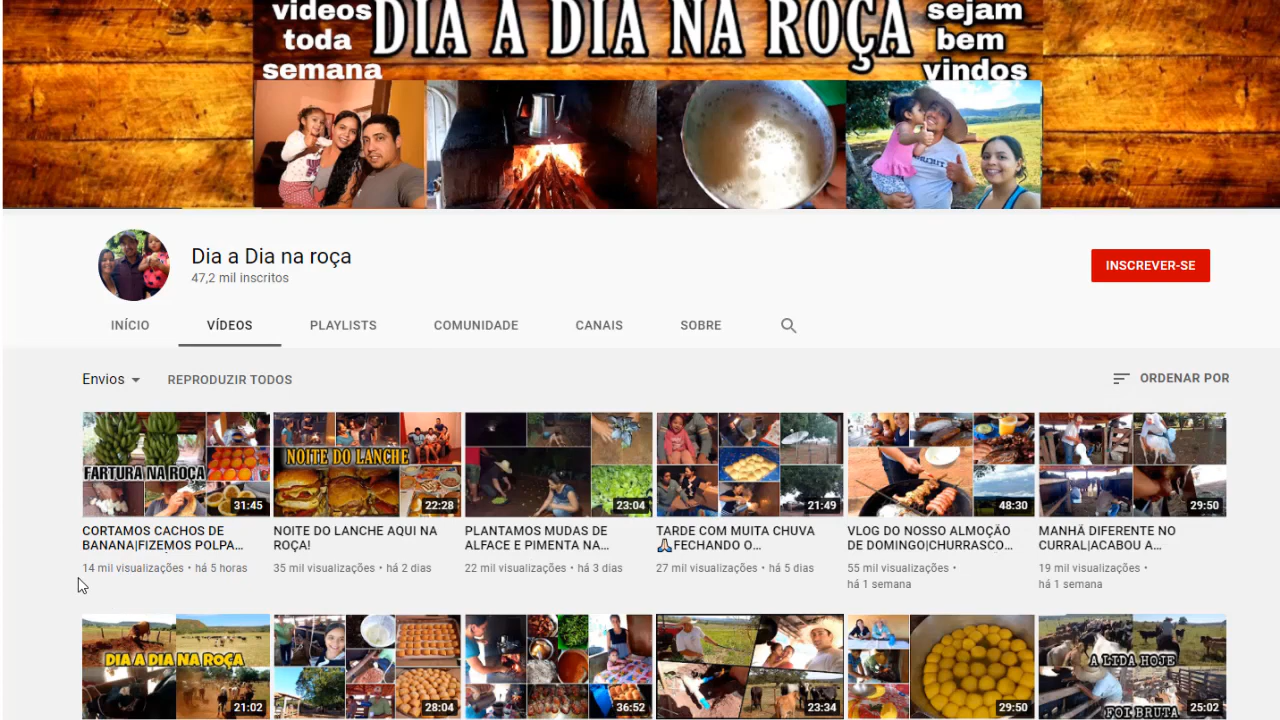 videos
toda
semana
DIA A DIA NA ROÇA
sejam
bem
vindos
Dia a Dia na roça
47,2 mil inscritos
INSCREVER-SE
INÍCIO VÍDEOS PLAYLISTS COMUNIDADE CANAIS SOBRE
Envios REPRODUZIR TODOS ORDENAR POR
FARTURA NA ROÇA
31:45
NOITE DO LANCHE
22:28
23:04
21:49
48:30
29:50
CORTAMOS CACHOS DE
BANANA|FIZEMOS POLPA...
14 mil visualizações • há 5 horas
NOITE DO LANCHE AQUI NA
ROÇA!
35 mil visualizações • há 2 dias
PLANTAMOS MUDAS DE
ALFACE E PIMENTA NA...
22 mil visualizações • há 3 dias
TARDE COM MUITA CHUVA
🙏🏻FECHANDO O...
27 mil visualizações • há 5 dias
VLOG DO NOSSO ALMOÇÃO
DE DOMINGO|CHURRASCO...
55 mil visualizações •
há 1 semana
MANHÃ DIFERENTE NO
CURRAL|ACABOU A...
19 mil visualizações •
há 1 semana
DIA A DIA NA ROÇA
21:02
28:04
36:52
23:34
29:50
A LIDA HOJE
FOI BRUTA
25:02